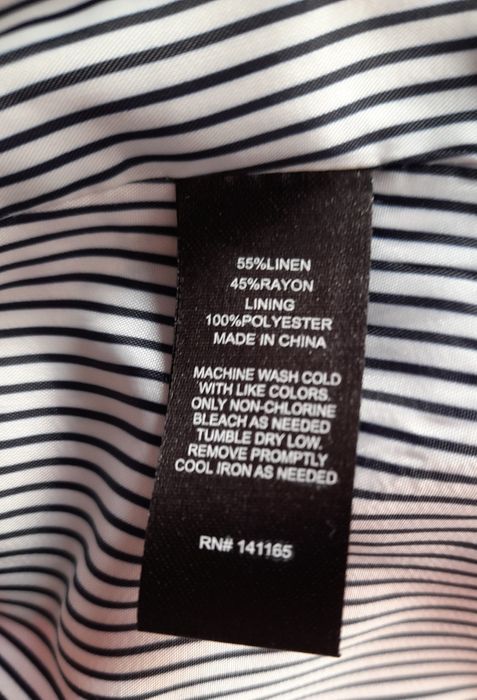 55%LINEN
45%RAYON
LINING
100%POLYESTER
MADE IN CHINA
MACHINE WASH COLD
WITH LIKE COLORS.
ONLY NON-CHLORINE
BLEACH AS NEEDED
TUMBLE DRY LOW.
REMOVE PROMPTLY
COOL IRON AS NEEDED
RN# 141165